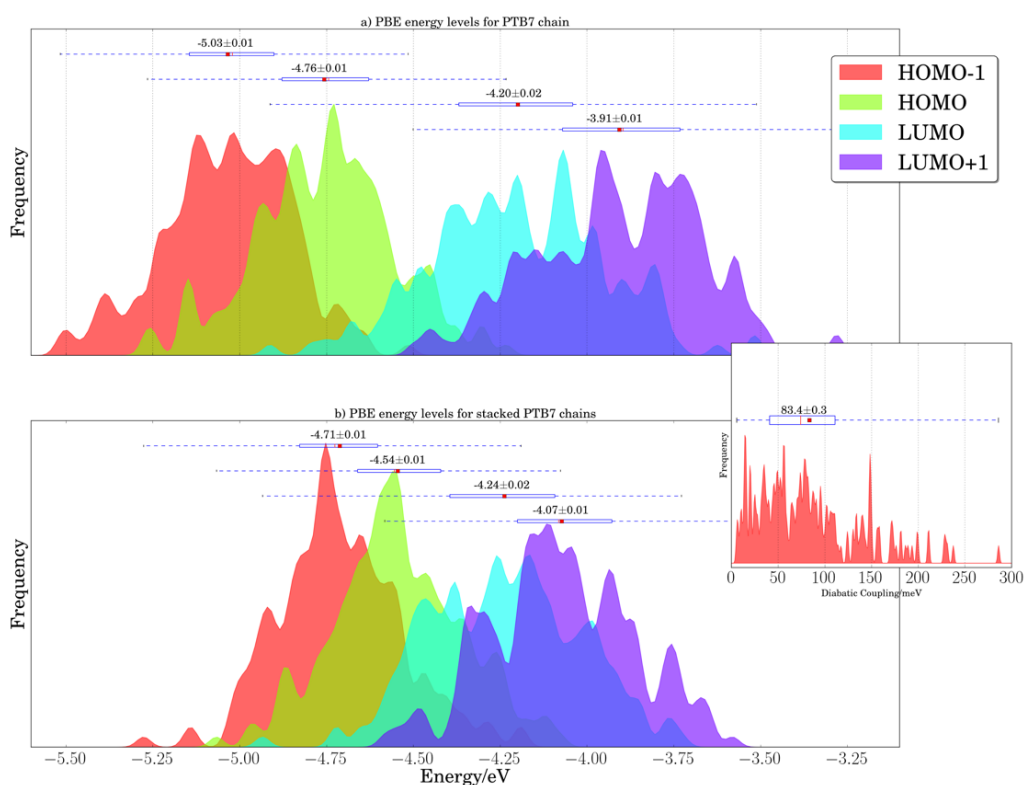 a) PBE energy levels for PTB7 chain
-5.03±0.01
-4.76±0.01
-4.20±0.02
-3.91±0.01
HOMO-1
HOMO
LUMO
LUMO+1
Frequency
b) PBE energy levels for stacked PTB7 chains
-4.71±0.01
-4.54±0.01
-4.24±0.02
-4.07±0.01
Frequency
83.4±0.3
Frequency
0 50 100 150 200 250 300
Diabatic Coupling/meV
−5.50 −5.25 −5.00 −4.75 −4.50 −4.25 −4.00 −3.75 −3.50 −3.25
Energy/eV